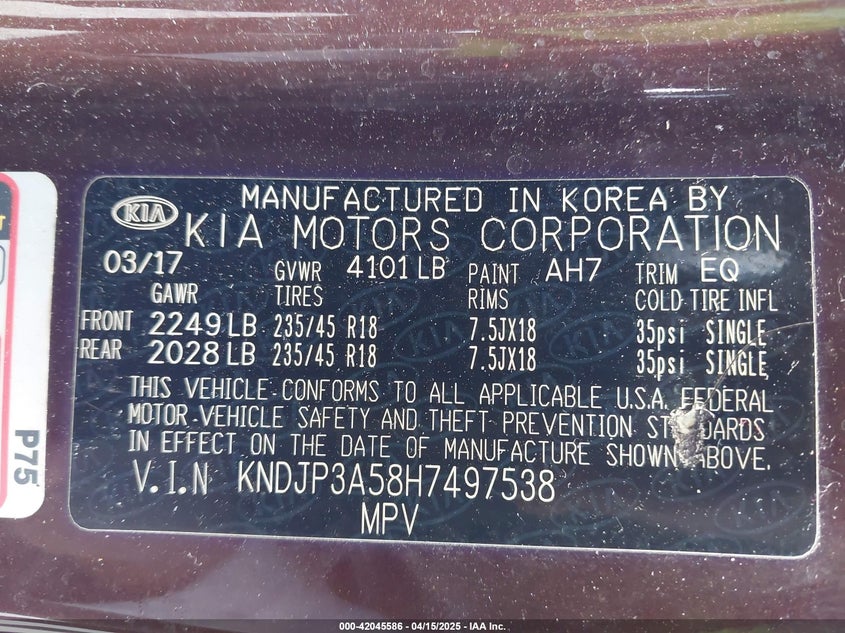 KIA
MANUFACTURED IN KOREA BY
KIA MOTORS CORPORATION
03/17 GVWR 4101 LB PAINT AH7 TRIM EQ
GAWR TIRES RIMS COLD TIRE INFL
FRONT 2249 LB 235/45 R18 7.5JX18 35psi SINGLE
REAR 2028 LB 235/45 R18 7.5JX18 35psi SINGLE
THIS VEHICLE CONFORMS TO ALL APPLICABLE U.S.A. FEDERAL
MOTOR VEHICLE SAFETY AND THEFT PREVENTION ST DARDS
IN EFFECT ON THE DATE OF MANUFACTURE SHOWN ABOVE.
V.I.N KNDJP3A58H7497538
MPV
P75
000-42045586 - 04/15/2025 - IAA Inc.